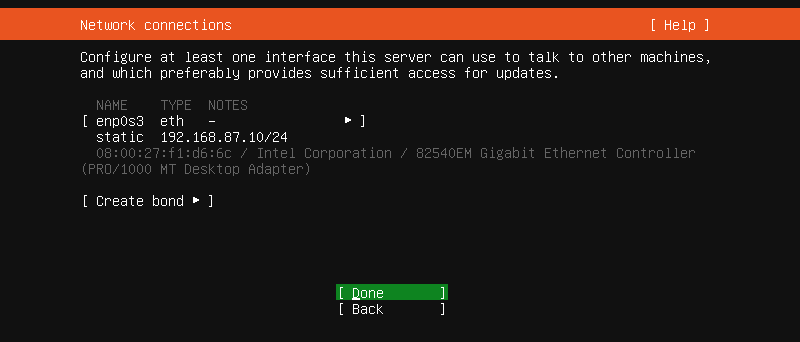 Network connections [ Help ]
Configure at least one interface this server can use to talk to other machines,
and which preferably provides sufficient access for updates.
NAME TYPE NOTES
[ enp0s3 eth – ▸ ]
static 192.168.87.10/24
08:00:27:f1:d6:6c / Intel Corporation / 82540EM Gigabit Ethernet Controller
(PRO/1000 MT Desktop Adapter)
[ Create bond ▸ ]
[ Done ]
[ Back ]